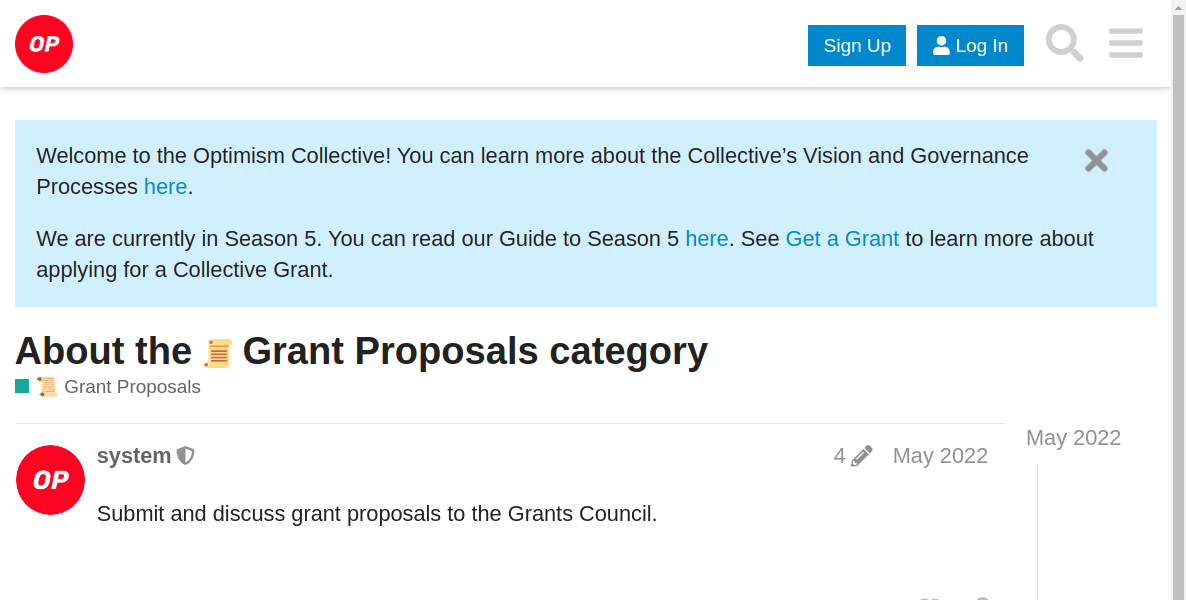 OP
Sign Up
Log In
Welcome to the Optimism Collective! You can learn more about the Collective’s Vision and Governance
Processes here.
We are currently in Season 5. You can read our Guide to Season 5 here. See Get a Grant to learn more about
applying for a Collective Grant.
About the 📜 Grant Proposals category
📜 Grant Proposals
May 2022
OP
system
4
May 2022
Submit and discuss grant proposals to the Grants Council.